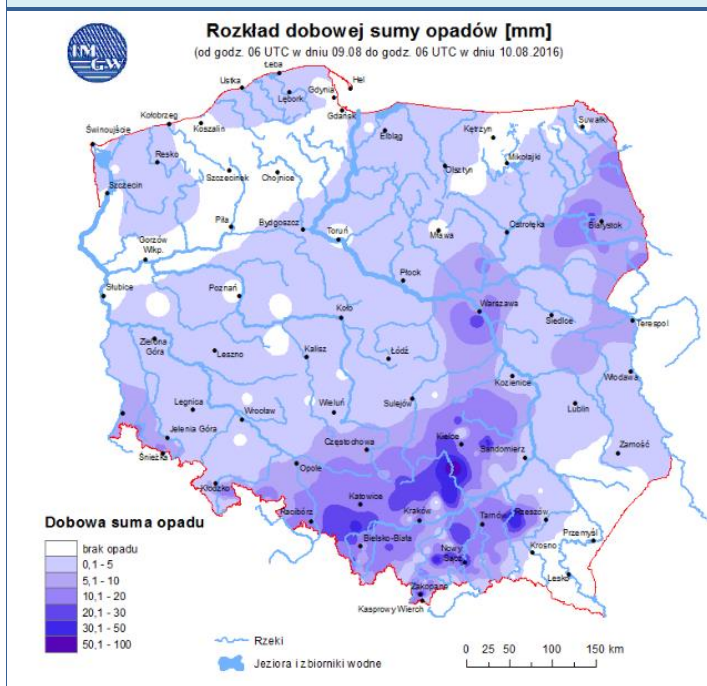 IM
GW
Rozkład dobowej sumy opadów [mm]
(od godz. 06 UTC w dniu 09.08 do godz. 06 UTC w dniu 10.08.2016)
Łeba
Hel
Ustka
Gdynia
Lębork
Gdańsk
Kołobrzeg
Koszalin
Suwałki
Świnoujście
Elbląg
Kętrzyn
Resko
Mikołajki
Szczecinek
Chojnice
Olsztyn
Szczecin
Piła
Bydgoszcz
Toruń
Mława
Ostrołęka
Białystok
Gorzów
Wlkp.
Płock
Słubice
Poznań
Koło
Warszawa
Siedlce
Terespol
Zielona
Góra
Leszno
Kalisz
Łódź
Kozienice
Włodawa
Legnica
Wrocław
Wieluń
Sulejów
Lublin
Jelenia Góra
Częstochowa
Kielce
Sandomierz
Zamość
Śnieżka
Opole
Kłodzko
Katowice
Racibórz
Kraków
Tarnów
Rzeszów
Przemyśl
Bielsko-Biała
Nowy
Sącz
Krosno
Lesko
Zakopane
Kasprowy Wierch
Dobowa suma opadu
brak opadu
0,1 - 5
5,1 - 10
10,1 - 20
20,1 - 30
30,1 - 50
50,1 - 100
Rzeki
Jeziora i zbiorniki wodne
0 25 50 100 150 km